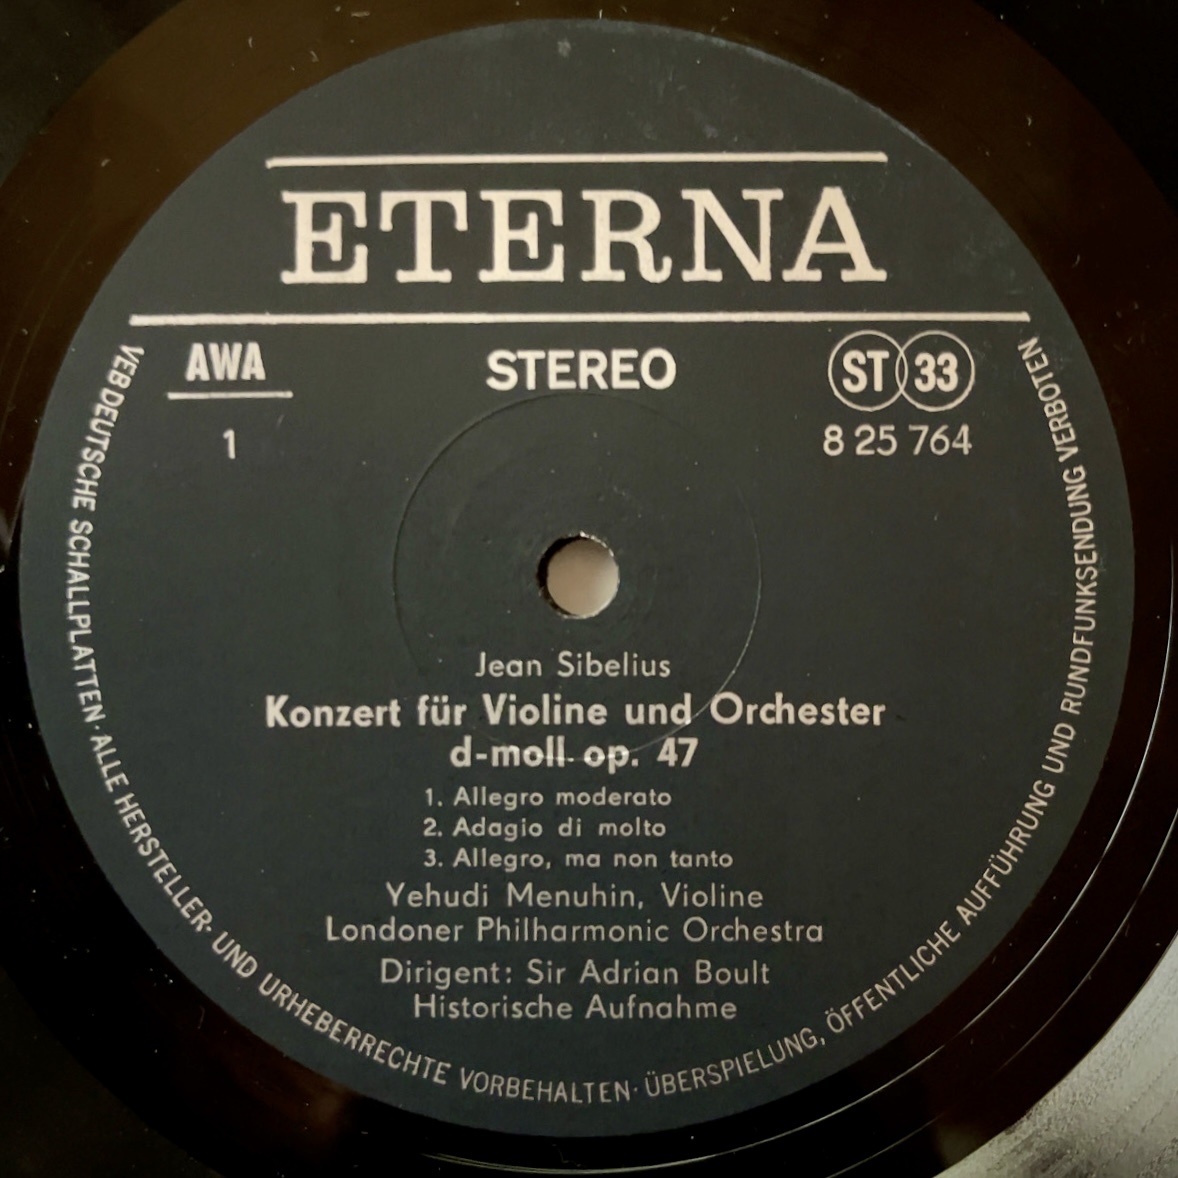 ETERNA
AWA
STEREO
ST 33
1
8 25 764
Jean Sibelius
Konzert für Violine und Orchester
d-moll op. 47
1. Allegro moderato
2. Adagio di molto
3. Allegro, ma non tanto
Yehudi Menuhin, Violine
Londoner Philharmonic Orchestra
Dirigent: Sir Adrian Boult
Historische Aufnahme
VEB DEUTSCHE SCHALLPLATTEN · ALLE HERSTELLER- UND URHEBERRECHTE VORBEHALTEN · ÜBERSPIELUNG, ÖFFENTLICHE AUFFÜHRUNG UND RUNDFUNKSENDUNG VERBOTEN